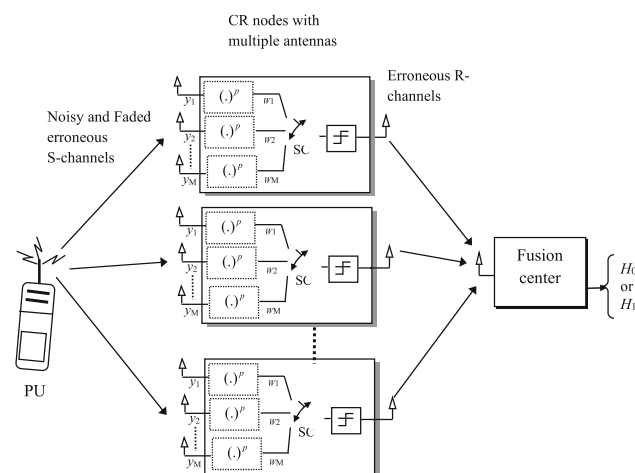 CR nodes with
multiple antennas
Erroneous R-
channels
Noisy and Faded
erroneous
S-channels
y1 (.)^p w1
y2 (.)^p w2
SC
yM (.)^p wM
y1 (.)^p w1
y2 (.)^p w2
SC
yM (.)^p wM
y1 (.)^p w1
y2 (.)^p w2
SC
yM (.)^p wM
Fusion
center
H0
or
H1
PU